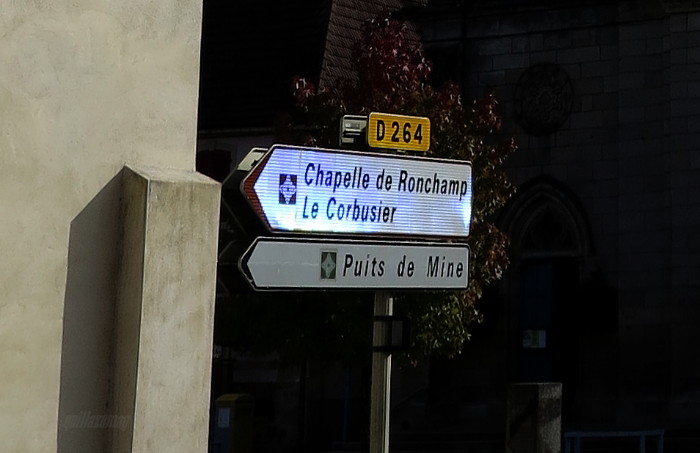 D 264
Chapelle de Ronchamp
Le Corbusier
Puits de Mine